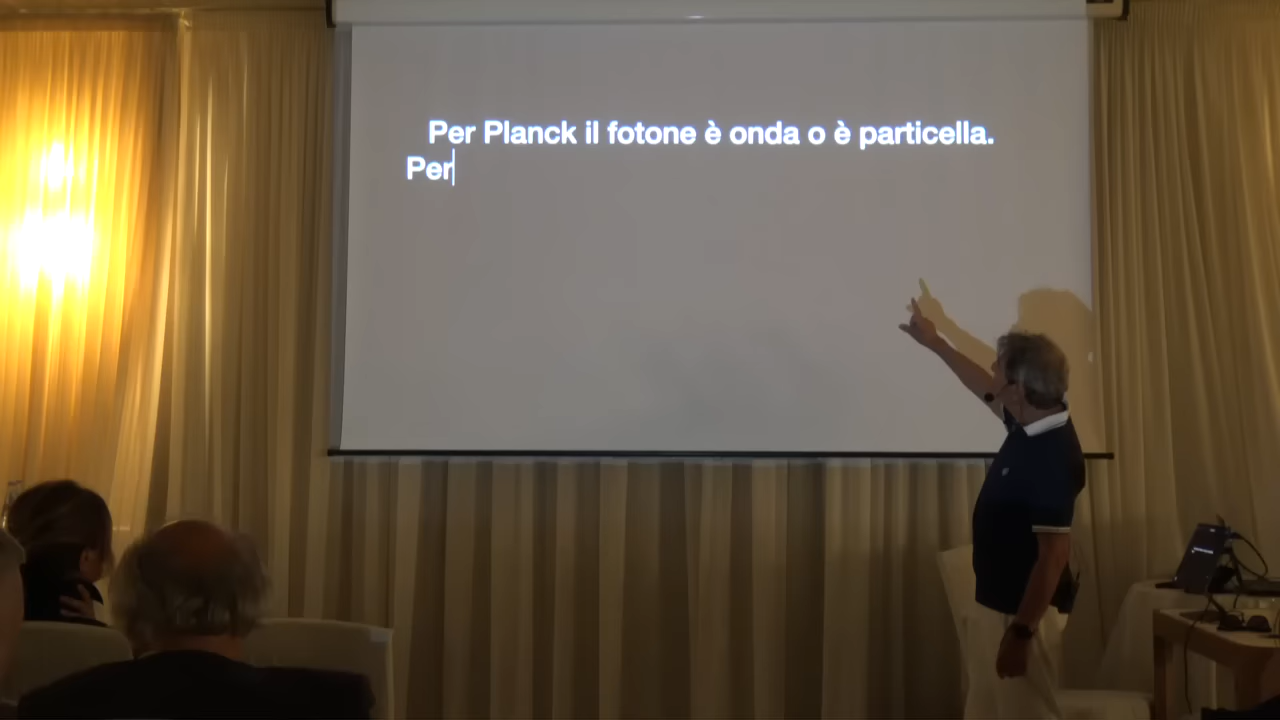 Per Planck il fotone è onda o è particella.
Per